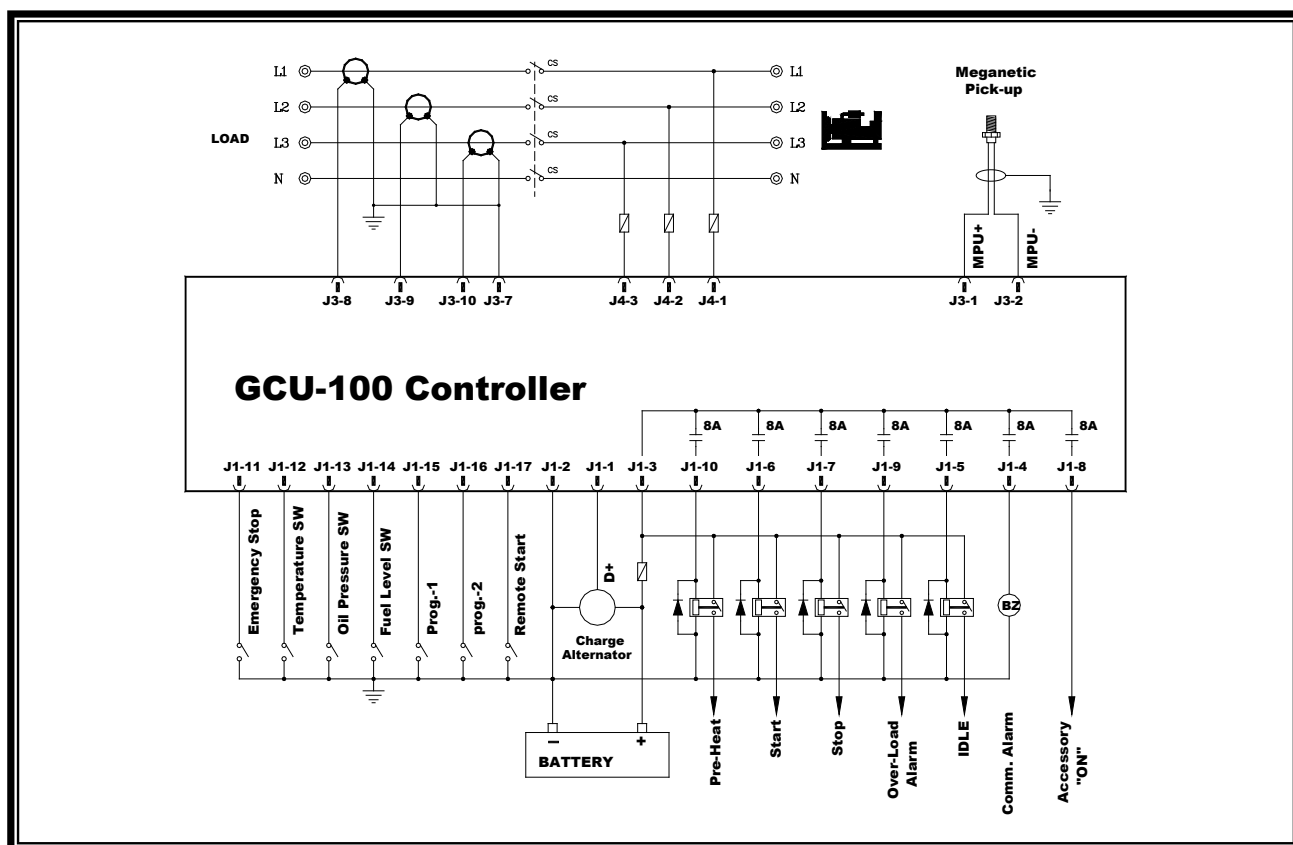 L1 CS L1
L2 CS L2
LOAD L3 CS L3
N CS N
Meganetic
Pick-up
MPU+ MPU-
J3-8 J3-9 J3-10 J3-7 J4-3 J4-2 J4-1 J3-1 J3-2
GCU-100 Controller
8A 8A 8A 8A 8A 8A 8A
J1-11 J1-12 J1-13 J1-14 J1-15 J1-16 J1-17 J1-2 J1-1 J1-3 J1-10 J1-6 J1-7 J1-9 J1-5 J1-4 J1-8
Emergency Stop
Temperature SW
Oil Pressure SW
Fuel Level SW
Prog.-1
prog.-2
Remote Start
D+
Charge
Alternator
BZ
− +
BATTERY
Pre-Heat
Start
Stop
Over-Load
Alarm
IDLE
Comm. Alarm
Accessory
"ON"